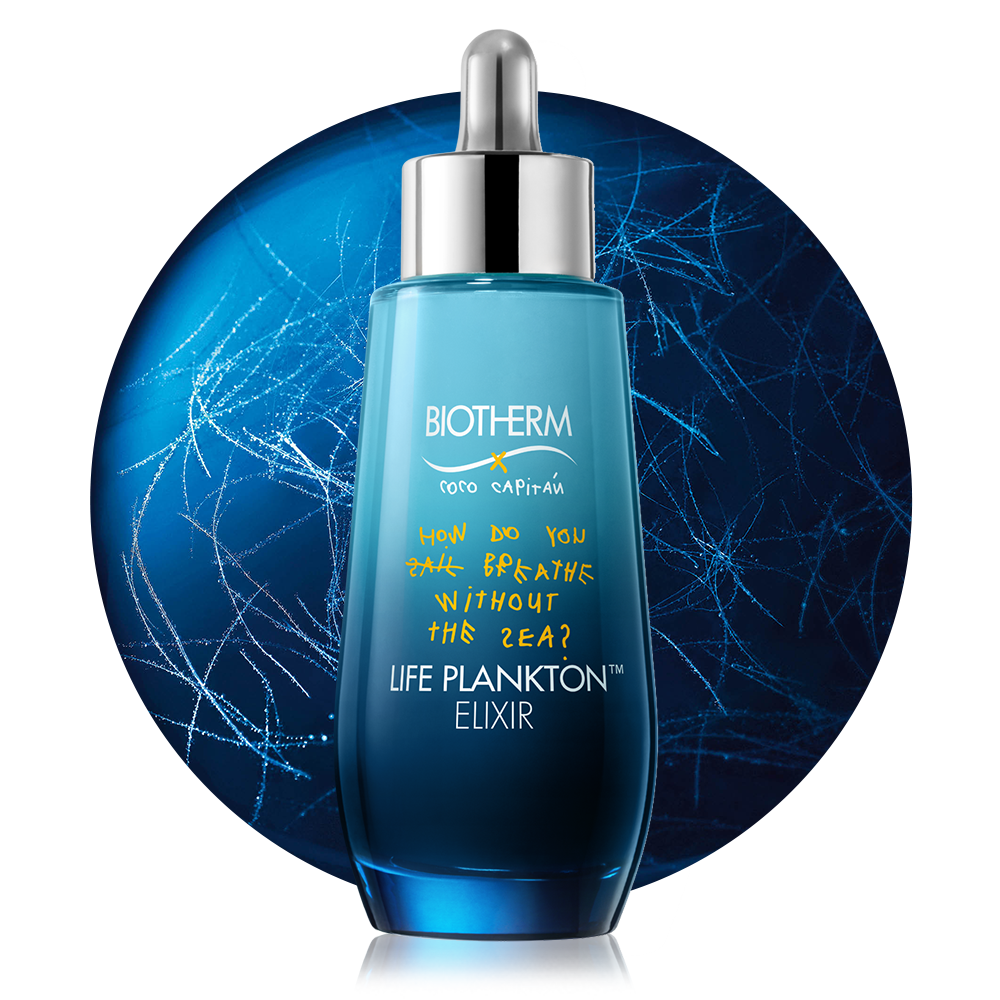 BIOTHERM
x
COCO CAPITÁN
HOW DO YOU
SAIL BREATHE
WITHOUT
THE SEA?
LIFE PLANKTON™
ELIXIR